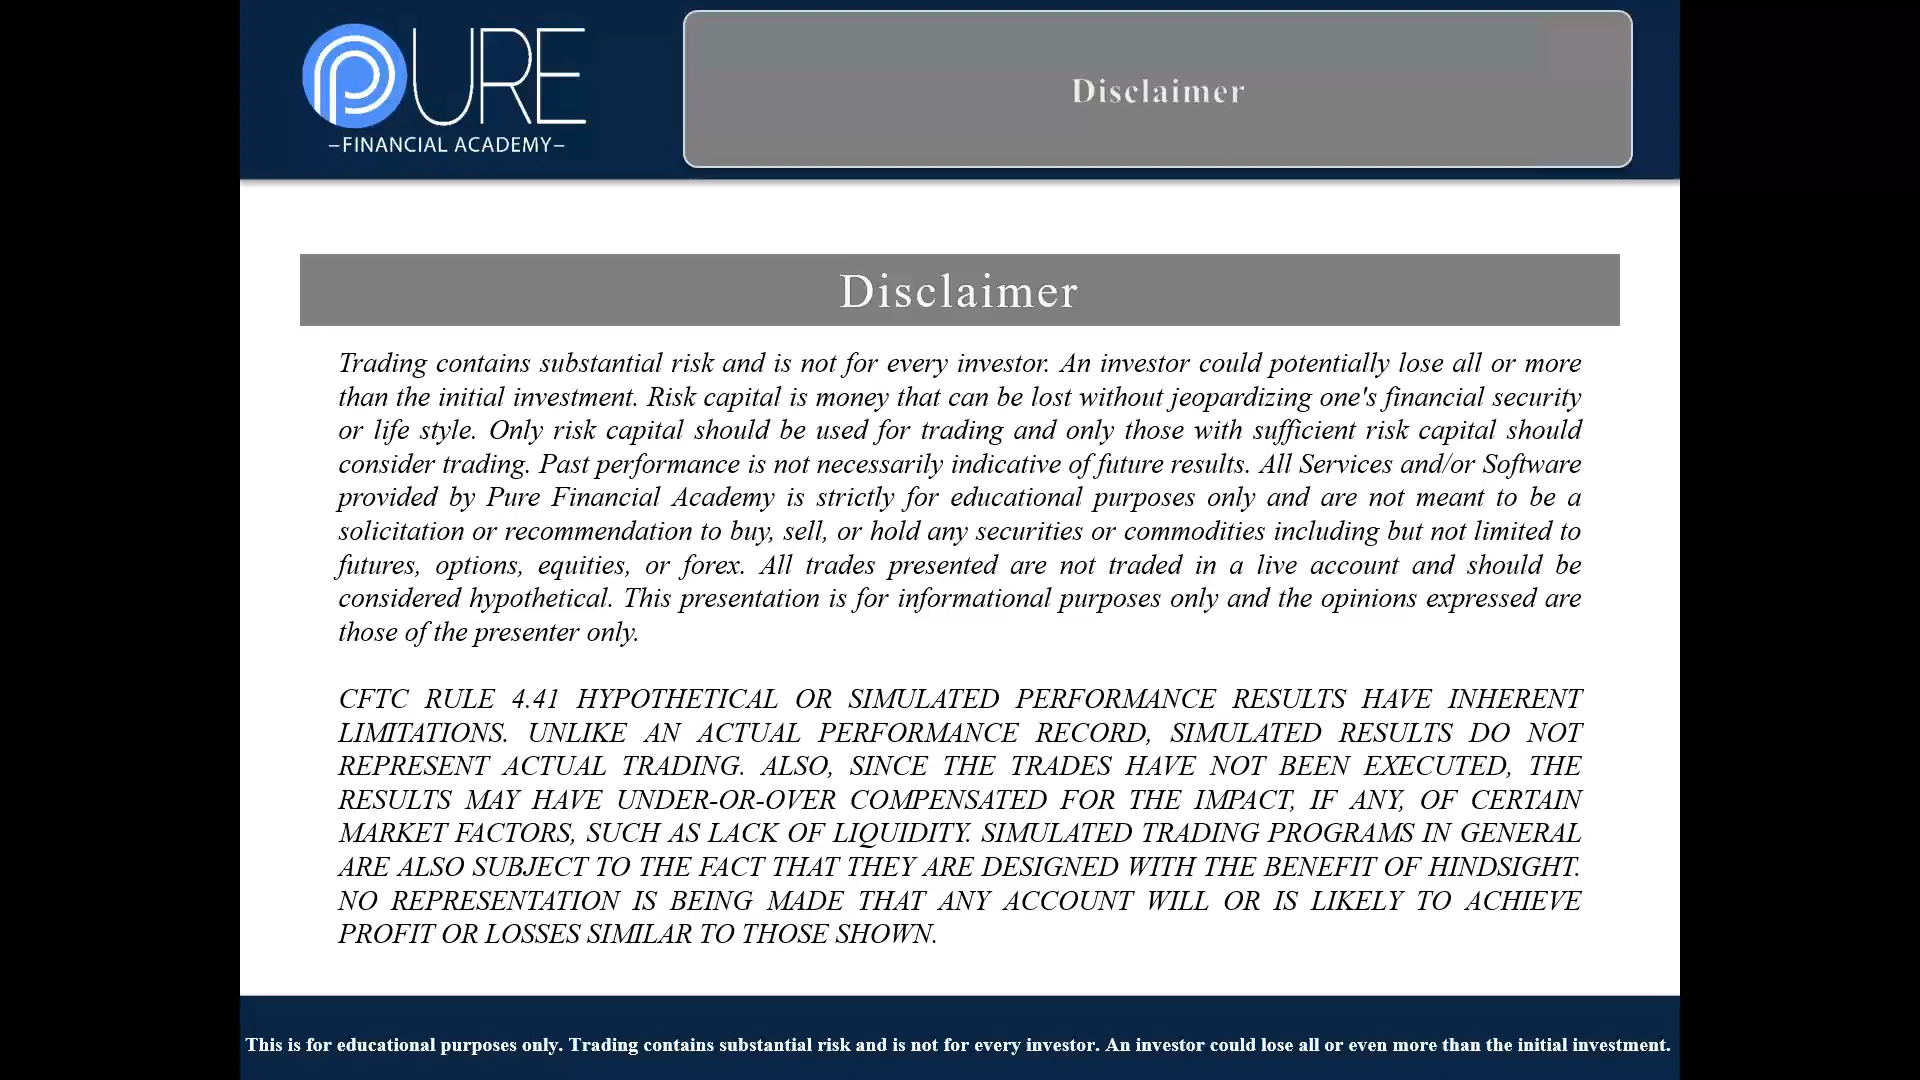 PURE
–FINANCIAL ACADEMY–
Disclaimer
Disclaimer
Trading contains substantial risk and is not for every investor. An investor could potentially lose all or more
than the initial investment. Risk capital is money that can be lost without jeopardizing one's financial security
or life style. Only risk capital should be used for trading and only those with sufficient risk capital should
consider trading. Past performance is not necessarily indicative of future results. All Services and/or Software
provided by Pure Financial Academy is strictly for educational purposes only and are not meant to be a
solicitation or recommendation to buy, sell, or hold any securities or commodities including but not limited to
futures, options, equities, or forex. All trades presented are not traded in a live account and should be
considered hypothetical. This presentation is for informational purposes only and the opinions expressed are
those of the presenter only.
CFTC RULE 4.41 HYPOTHETICAL OR SIMULATED PERFORMANCE RESULTS HAVE INHERENT
LIMITATIONS. UNLIKE AN ACTUAL PERFORMANCE RECORD, SIMULATED RESULTS DO NOT
REPRESENT ACTUAL TRADING. ALSO, SINCE THE TRADES HAVE NOT BEEN EXECUTED, THE
RESULTS MAY HAVE UNDER-OR-OVER COMPENSATED FOR THE IMPACT, IF ANY, OF CERTAIN
MARKET FACTORS, SUCH AS LACK OF LIQUIDITY. SIMULATED TRADING PROGRAMS IN GENERAL
ARE ALSO SUBJECT TO THE FACT THAT THEY ARE DESIGNED WITH THE BENEFIT OF HINDSIGHT.
NO REPRESENTATION IS BEING MADE THAT ANY ACCOUNT WILL OR IS LIKELY TO ACHIEVE
PROFIT OR LOSSES SIMILAR TO THOSE SHOWN.
This is for educational purposes only. Trading contains substantial risk and is not for every investor. An investor could lose all or even more than the initial investment.